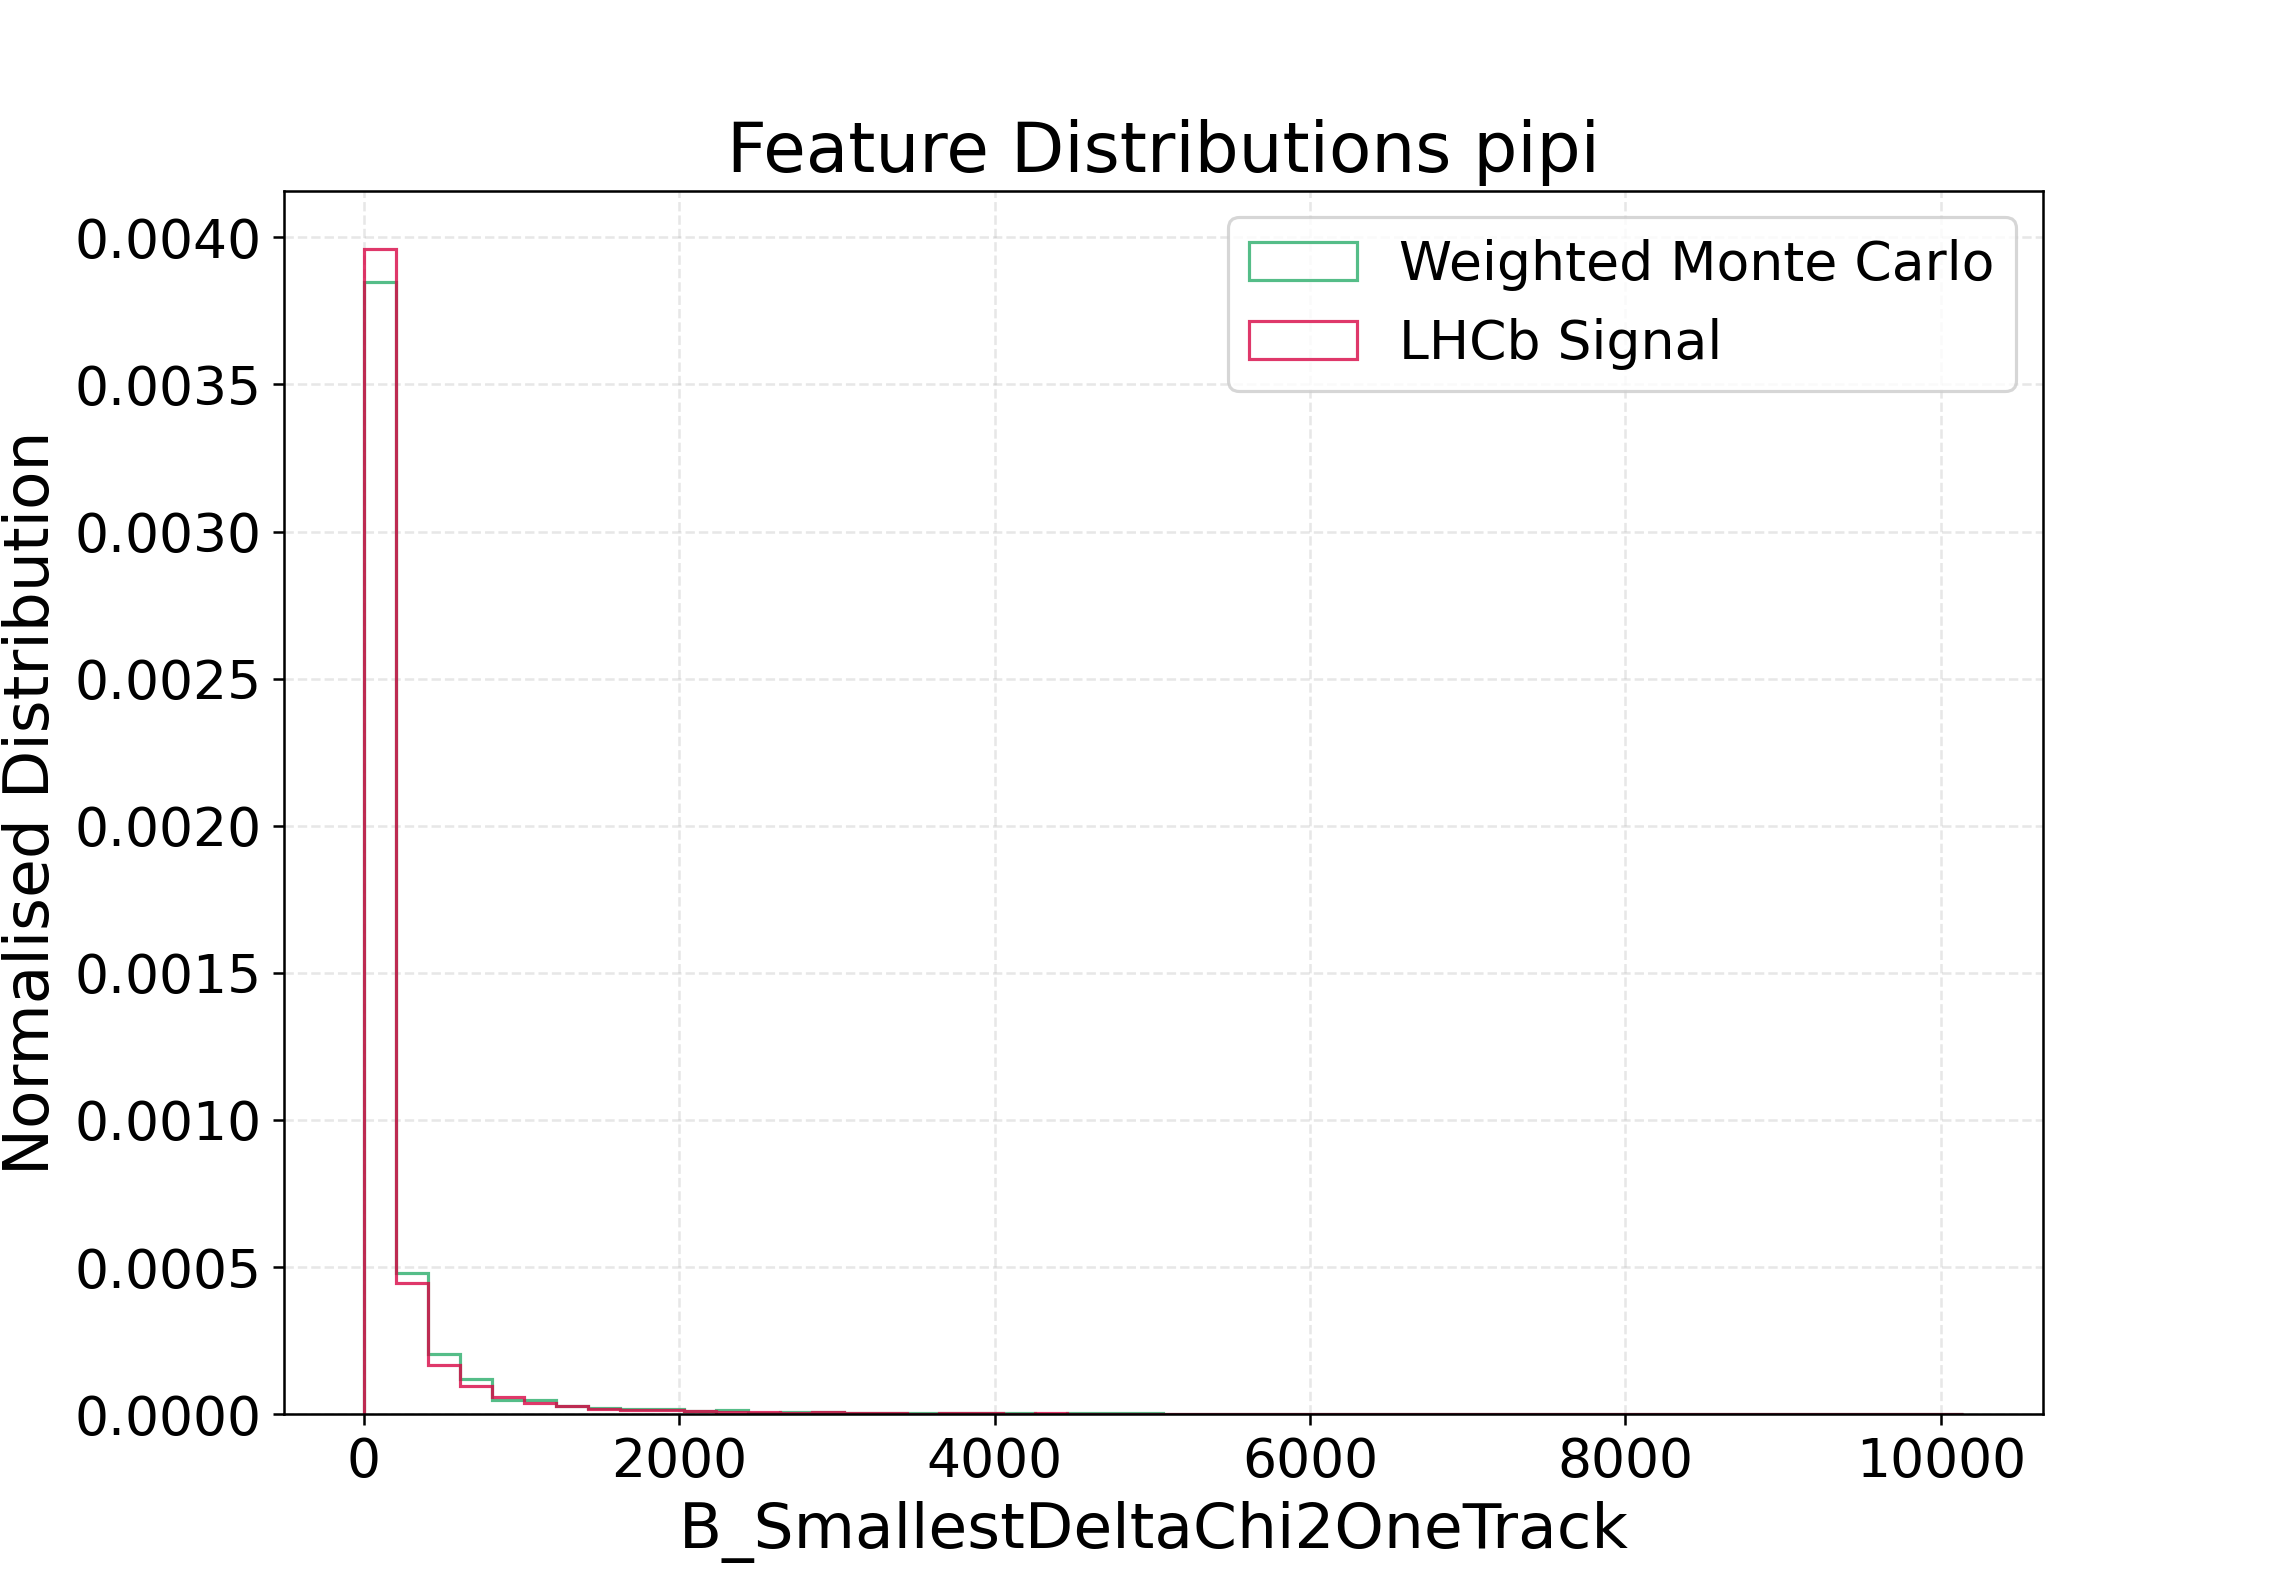 Feature Distributions pipi
Weighted Monte Carlo
LHCb Signal
Normalised Distribution
0.0040
0.0035
0.0030
0.0025
0.0020
0.0015
0.0010
0.0005
0.0000
0 2000 4000 6000 8000 10000
B_SmallestDeltaChi2OneTrack